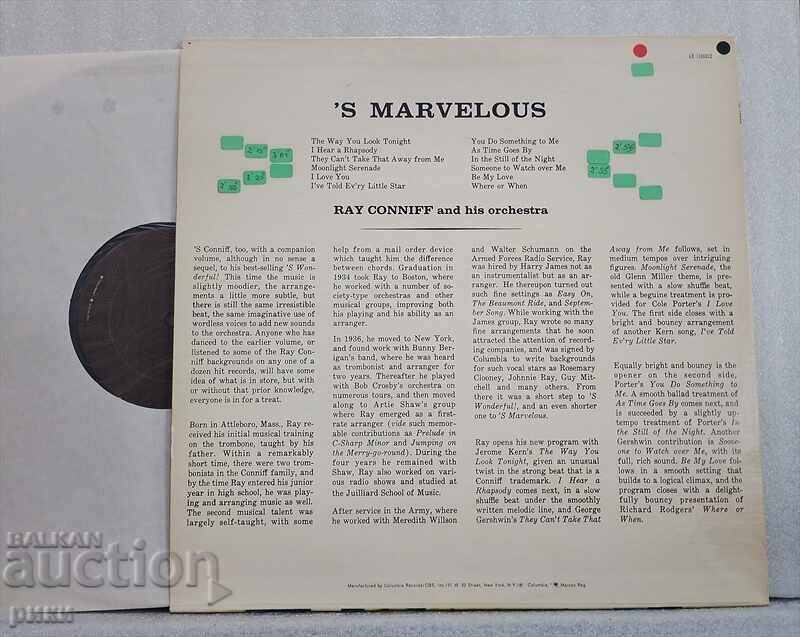 'S MARVELOUS
The Way You Look Tonight
I Hear a Rhapsody
They Can't Take That Away from Me
Moonlight Serenade
I Love You
I've Told Ev'ry Little Star
You Do Something to Me
As Time Goes By
In the Still of the Night
Someone to Watch over Me
Be My Love
Where or When
RAY CONNIFF and his orchestra
'S Conniff, too, with a companion
volume, although in no sense a
sequel, to his best-selling 'S Won-
derful! This time the music is
slightly moodier, the arrange-
ments a little more subtle, but
there is still the same irresistible
beat, the same imaginative use of
wordless voices to add new sounds
to the orchestra. Anyone who has
danced to the earlier volume, or
listened to some of the Ray Con-
niff backgrounds on any one of a
dozen hit records, will have some
idea of what is in store, but with
or without that prior knowledge,
everyone is in for a treat.
Born in Attleboro, Mass., Ray re-
ceived his initial musical training
on the trombone, taught by his
father. Within a remarkably
short time, there were two trom-
bonists in the Conniff family, and
by the time Ray entered his junior
year in high school, he was play-
ing and arranging music as well.
The second musical talent was
largely self-taught, with some
help from a mail order device
which taught him the difference
between chords. Graduation in
1934 took Ray to Boston, where
he worked with a number of so-
ciety-type orchestras and other
musical groups, improving both
his playing and his ability as an
arranger.
In 1936, he moved to New York,
and found work with Bunny Ber-
igan's band, where he was heard
as trombonist and arranger for
two years. Thereafter he played
with Bob Crosby's orchestra on
numerous tours, and then moved
along to Artie Shaw's group
where Ray emerged as a first-
rate arranger (vide such memor-
able contributions as Prelude in
C-Sharp Minor and Jumping on
the Merry-go-round). During the
four years he remained with
Shaw, Ray also worked on vari-
ous radio shows and studied at
the Juilliard School of Music.
After service in the Army, where
he worked with Meredith Willson
and Walter Schumann on the
Armed Forces Radio Service, Ray
was hired by Harry James not as
an instrumentalist but as an ar-
ranger. He thereupon turned out
such fine settings as Easy On,
The Beaumont Ride, and Septem-
ber Song. While working with the
James group, Ray wrote so many
fine arrangements that he soon
attracted the attention of record-
ing companies, and was signed by
Columbia to write backgrounds
for such vocal stars as Rosemary
Clooney, Johnnie Ray, Guy Mit-
chell and many others. From
there it was a short step to 'S
Wonderful!, and an even shorter
one to 'S Marvelous.
Ray opens his new program with
Jerome Kern's The Way You
Look Tonight, given an unusual
twist in the strong beat that is a
Conniff trademark. I Hear a
Rhapsody comes next, in a slow
shuffle beat under the smoothly
written melodic line, and George
Gershwin's They Can't Take That
Away from Me follows, set in
medium tempos over intriguing
figures. Moonlight Serenade, the
old Glenn Miller theme, is pre-
sented with a slow shuffle beat,
while a beguine treatment is pro-
vided for Cole Porter's I Love
You. The first side closes with a
bright and bouncy arrangement
of another Kern song, I've Told
Ev'ry Little Star.
Equally bright and bouncy is the
opener on the second side,
Porter's You Do Something to
Me. A smooth ballad treatment of
As Time Goes By comes next, and
is succeeded by a slightly up-
tempo treatment of Porter's In
the Still of the Night. Another
Gershwin contribution is Some-
one to Watch over Me, with its
full, rich sound. Be My Love fol-
lows in a smooth setting that
builds to a logical climax, and the
program closes with a delight-
fully bouncy presentation of
Richard Rodgers' Where or
When.
BALKAN
auction
рики